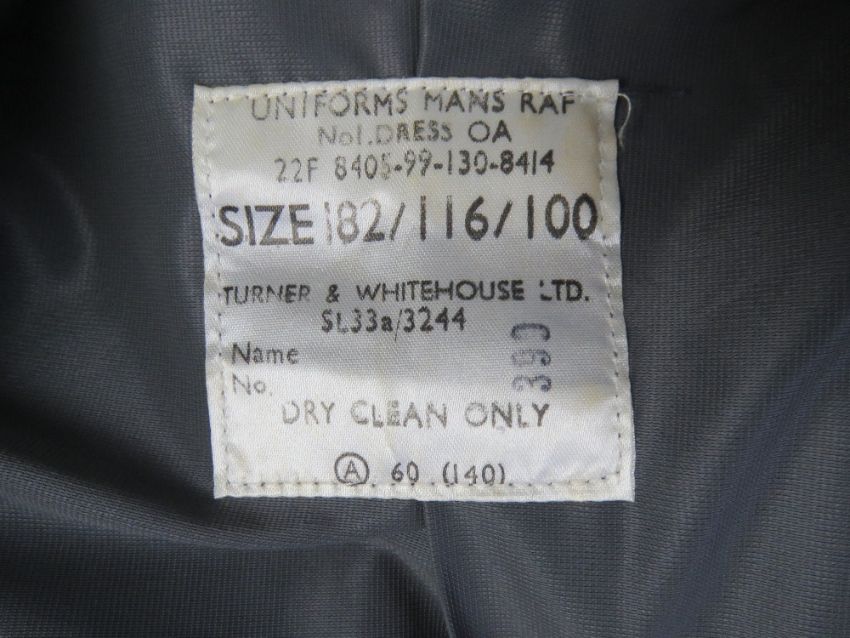 UNIFORMS MANS RAF
No1.DRESS OA
22F 8405-99-130-8414
SIZE 182/116/100
TURNER & WHITEHOUSE LTD.
SL33a/3244
Name
No.
390
DRY CLEAN ONLY
Ⓐ 60 (140)